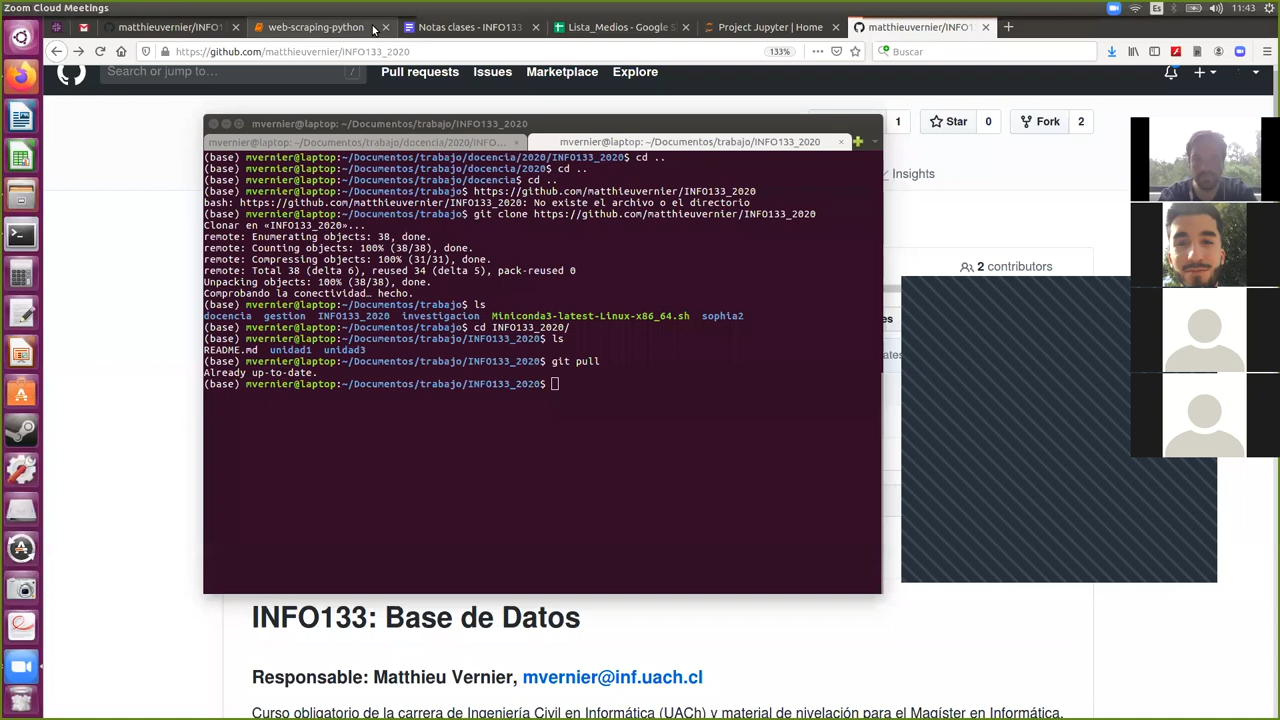 Zoom Cloud Meetings
Es
11:43
matthieuvernier/INFO1
web-scraping-python
Notas clases - INFO133
Lista_Medios - Google S
Project Jupyter | Home
matthieuvernier/INFO1
https://github.com/matthieuvernier/INFO133_2020
133%
Buscar
Search or jump to...
/
Pull requests
Issues
Marketplace
Explore
1
Star
0
Fork
2
Insights
2 contributors
mvernier@laptop: ~/Documentos/trabajo/INFO133_2020
mvernier@laptop: ~/Documentos/trabajo/docencia/2020/INFO...
mvernier@laptop: ~/Documentos/trabajo/INFO133_2020
(base) mvernier@laptop:~/Documentos/trabajo/docencia/2020/INFO133_2020$ cd ..
(base) mvernier@laptop:~/Documentos/trabajo/docencia/2020$ cd ..
(base) mvernier@laptop:~/Documentos/trabajo/docencia$ cd ..
(base) mvernier@laptop:~/Documentos/trabajo$ https://github.com/matthieuvernier/INFO133_2020
bash: https://github.com/matthieuvernier/INFO133_2020: No existe el archivo o el directorio
(base) mvernier@laptop:~/Documentos/trabajo$ git clone https://github.com/matthieuvernier/INFO133_2020
Clonar en «INFO133_2020»...
remote: Enumerating objects: 38, done.
remote: Counting objects: 100% (38/38), done.
remote: Compressing objects: 100% (31/31), done.
remote: Total 38 (delta 6), reused 34 (delta 5), pack-reused 0
Unpacking objects: 100% (38/38), done.
Comprobando la conectividad… hecho.
(base) mvernier@laptop:~/Documentos/trabajo$ ls
docencia gestion INFO133_2020 investigacion Miniconda3-latest-Linux-x86_64.sh sophia2
(base) mvernier@laptop:~/Documentos/trabajo$ cd INFO133_2020/
(base) mvernier@laptop:~/Documentos/trabajo/INFO133_2020$ ls
README.md unidad1 unidad3
(base) mvernier@laptop:~/Documentos/trabajo/INFO133_2020$ git pull
Already up-to-date.
(base) mvernier@laptop:~/Documentos/trabajo/INFO133_2020$
INFO133: Base de Datos
Responsable: Matthieu Vernier, mvernier@inf.uach.cl
Curso obligatorio de la carrera de Ingeniería Civil en Informática (UACh) y material de nivelación para el Magíster en Informática.